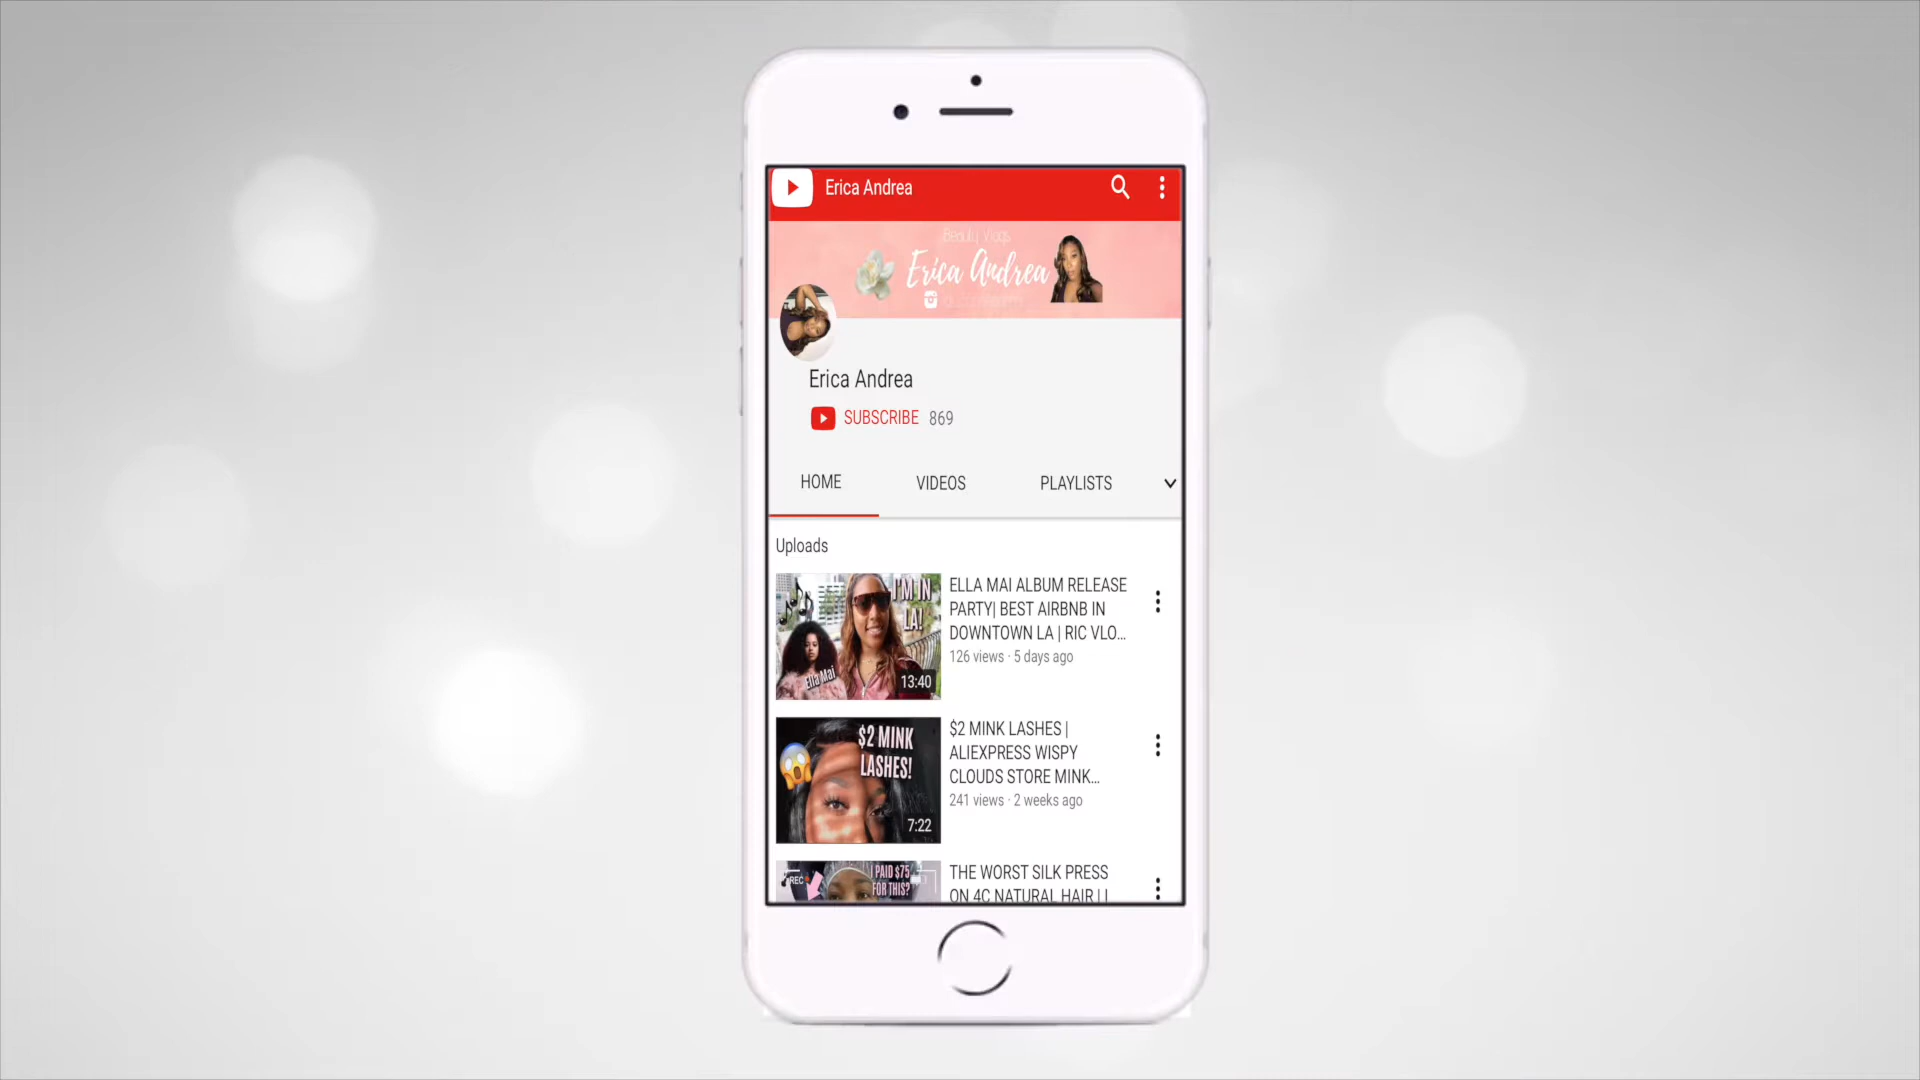 Erica Andrea
Beauty Vlogs
Erica Andrea
Erica Andrea
SUBSCRIBE 869
HOME VIDEOS PLAYLISTS
Uploads
I'M IN
LA!
Ella Mai
13:40
ELLA MAI ALBUM RELEASE
PARTY| BEST AIRBNB IN
DOWNTOWN LA | RIC VLO...
126 views · 5 days ago
$2 MINK
LASHES!
7:22
$2 MINK LASHES |
ALIEXPRESS WISPY
CLOUDS STORE MINK...
241 views · 2 weeks ago
REC
I PAID $75
FOR THIS?
THE WORST SILK PRESS
ON 4C NATURAL HAIR | I